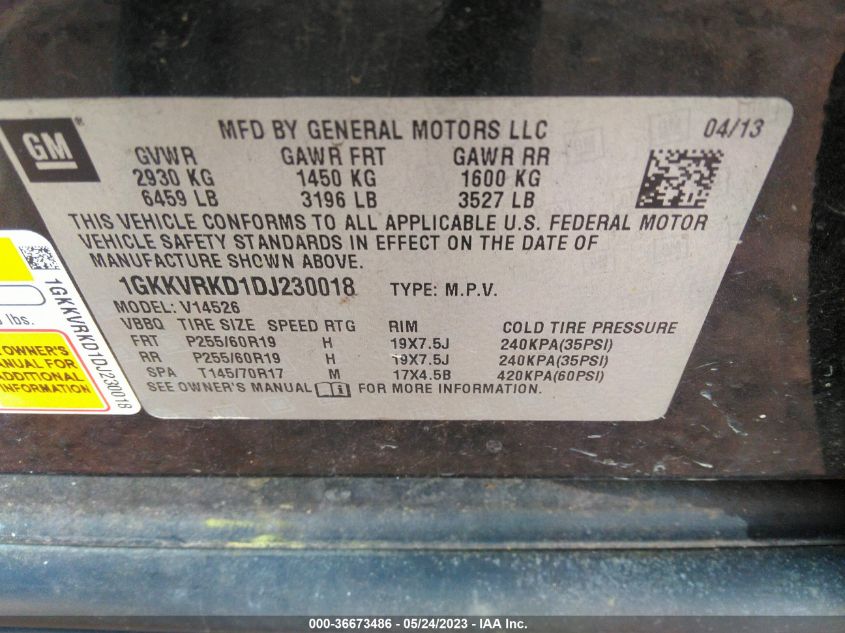 GM
®
MFD BY GENERAL MOTORS LLC 04/13
GVWR GAWR FRT GAWR RR
2930 KG 1450 KG 1600 KG
6459 LB 3196 LB 3527 LB
THIS VEHICLE CONFORMS TO ALL APPLICABLE U.S. FEDERAL MOTOR
VEHICLE SAFETY STANDARDS IN EFFECT ON THE DATE OF
MANUFACTURE SHOWN ABOVE.
1GKKVRKD1DJ230018 TYPE: M.P.V.
MODEL: V14526
VBBQ TIRE SIZE SPEED RTG RIM COLD TIRE PRESSURE
FRT P255/60R19 H 19X7.5J 240KPA(35PSI)
RR P255/60R19 H 19X7.5J 240KPA(35PSI)
SPA T145/70R17 M 17X4.5B 420KPA(60PSI)
SEE OWNER'S MANUAL FOR MORE INFORMATION.
1GKKVRKD1DJ230018
lbs.
OWNER'S
MANUAL FOR
ADDITIONAL
INFORMATION
000-36673486 - 05/24/2023 - IAA Inc.